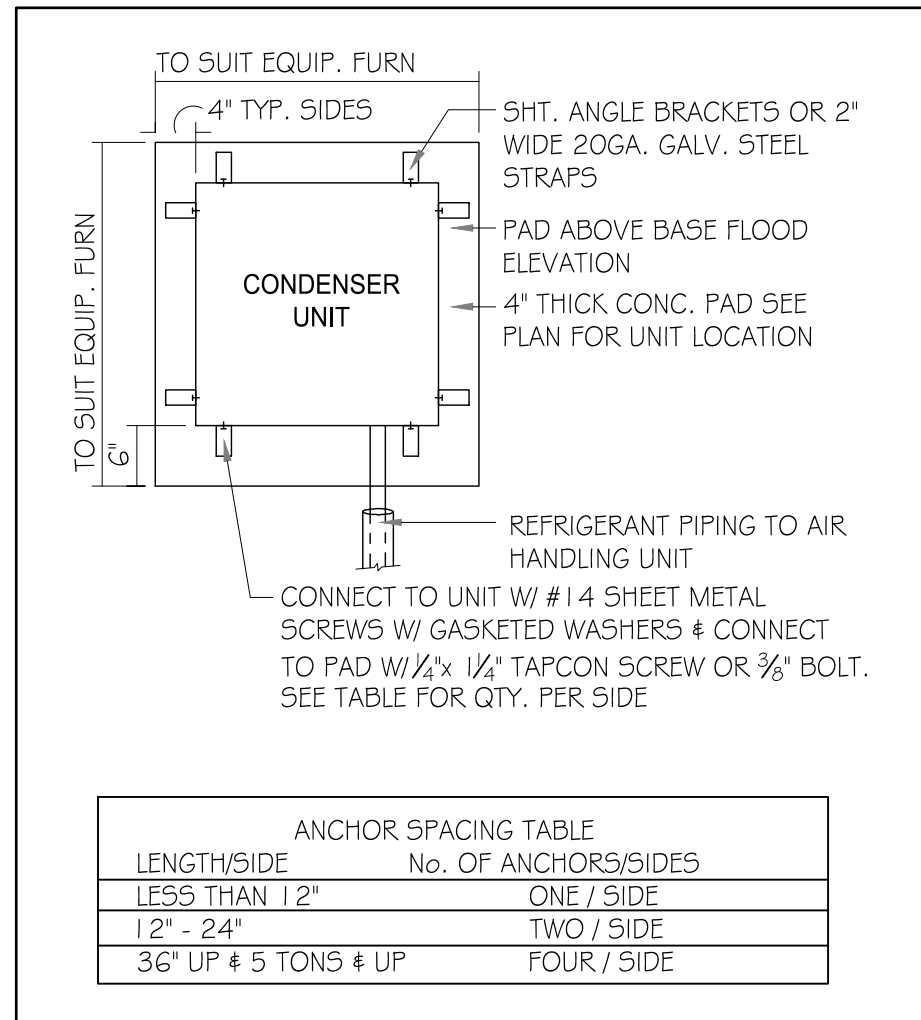 TO SUIT EQUIP. FURN
4" TYP. SIDES
SHT. ANGLE BRACKETS OR 2"
WIDE 20GA. GALV. STEEL
STRAPS
PAD ABOVE BASE FLOOD
ELEVATION
4" THICK CONC. PAD SEE
PLAN FOR UNIT LOCATION
CONDENSER
UNIT
TO SUIT EQUIP. FURN
6"
REFRIGERANT PIPING TO AIR
HANDLING UNIT
CONNECT TO UNIT W/ #14 SHEET METAL
SCREWS W/ GASKETED WASHERS & CONNECT
TO PAD W/ 1/4"x 1 1/4" TAPCON SCREW OR 3/8" BOLT.
SEE TABLE FOR QTY. PER SIDE
ANCHOR SPACING TABLE
LENGTH/SIDE No. OF ANCHORS/SIDES
LESS THAN 12" ONE / SIDE
12" - 24" TWO / SIDE
36" UP & 5 TONS & UP FOUR / SIDE